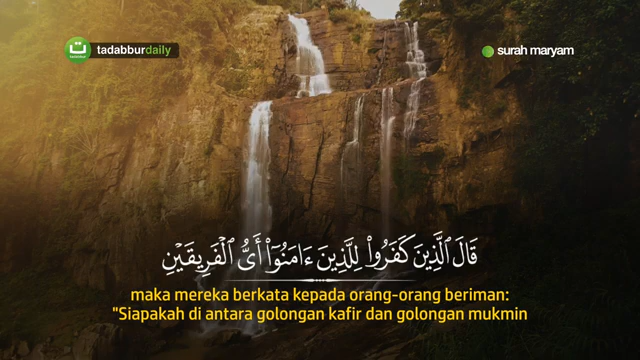 ت
tadabbur
tadabburdaily
surah maryam
قَالَ ٱلَّذِينَ كَفَرُوا۟ لِلَّذِينَ ءَامَنُوٓا۟ أَىُّ ٱلْفَرِيقَيْنِ
maka mereka berkata kepada orang-orang beriman:
"Siapakah di antara golongan kafir dan golongan mukmin